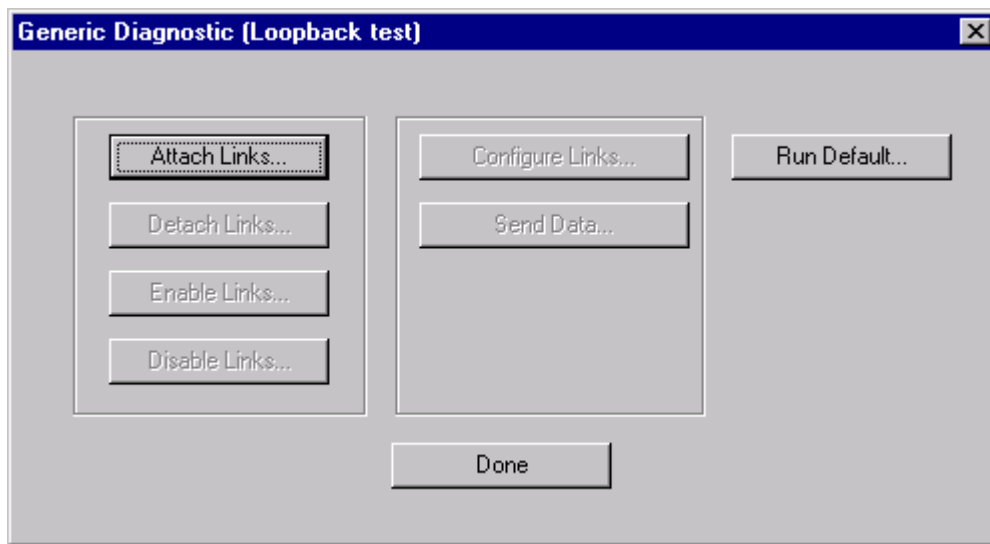 Generic Diagnostic (Loopback test)
Attach Links...
Detach Links...
Enable Links...
Disable Links...
Configure Links...
Send Data...
Run Default...
Done